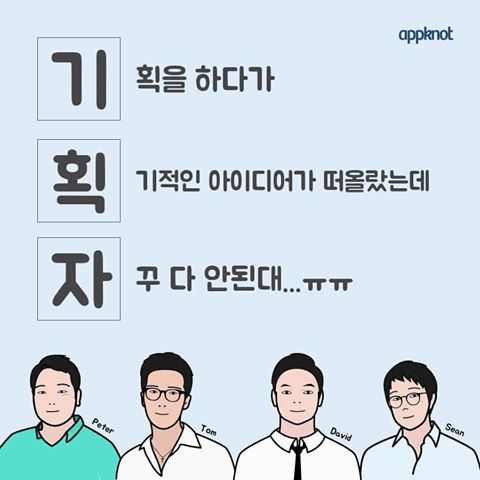 appknot
기 획을 하다가
획 기적인 아이디어가 떠올랐는데
자 꾸 다 안된대...ㅠㅠ
Peter
Tom
David
Sean